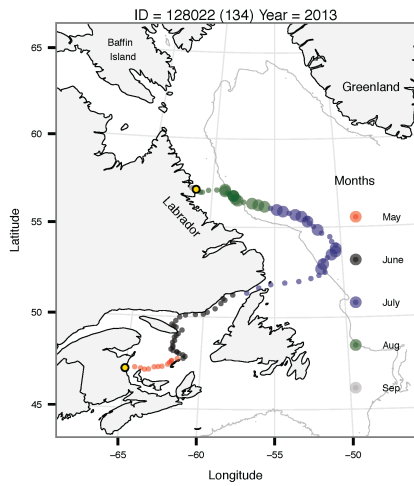 ID = 128022 (134) Year = 2013
65
Baffin
Island
Greenland
60
Months
Labrador
55
May
June
Latitude
50
July
Aug
45
Sep
−65
−60
−55
−50
Longitude